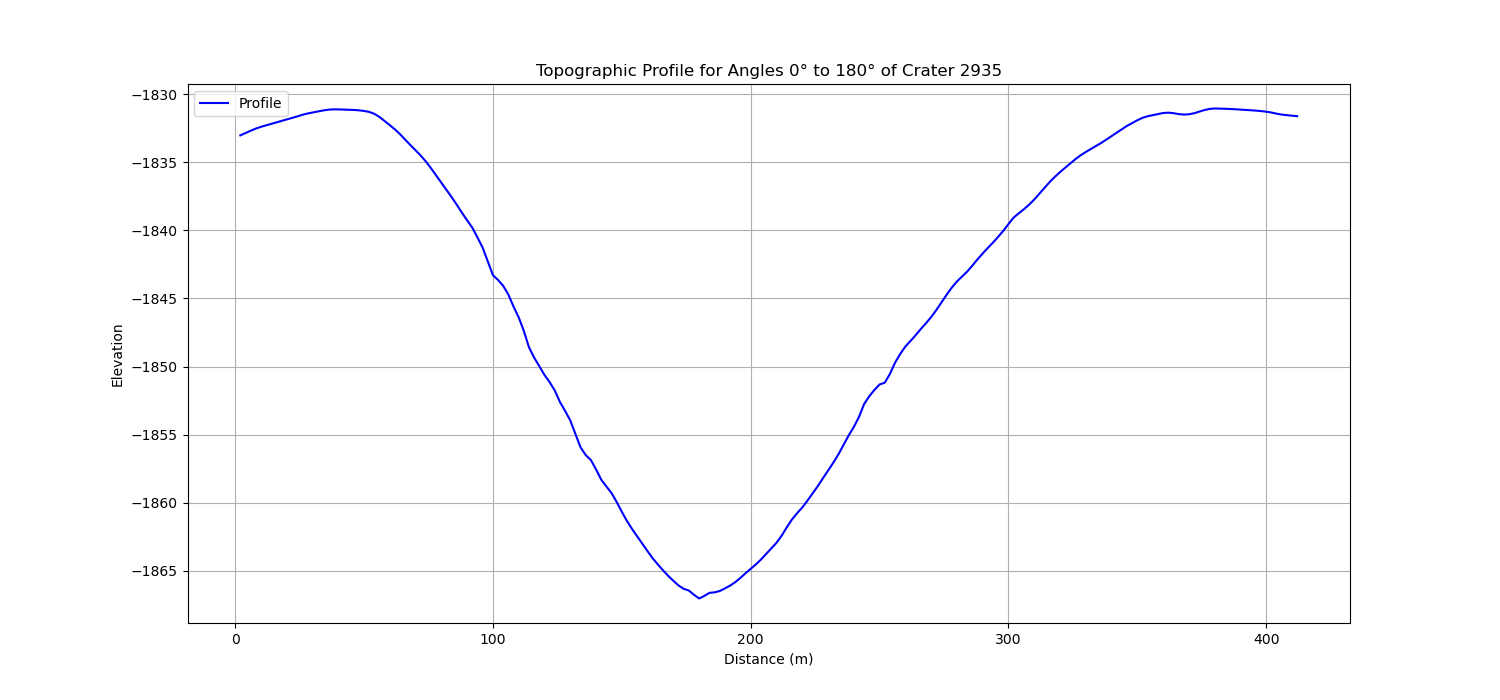 Topographic Profile for Angles 0° to 180° of Crater 2935
Profile
Elevation
−1830
−1835
−1840
−1845
−1850
−1855
−1860
−1865
0 100 200 300 400
Distance (m)